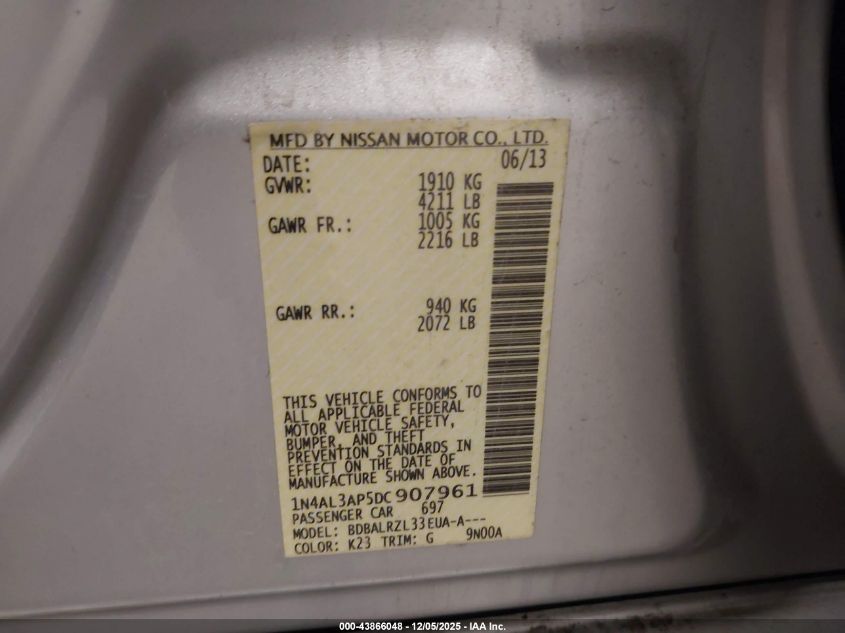 MFD BY NISSAN MOTOR CO., LTD.
DATE: 06/13
GVWR: 1910 KG
4211 LB
GAWR FR.: 1005 KG
2216 LB
GAWR RR.: 940 KG
2072 LB
THIS VEHICLE CONFORMS TO
ALL APPLICABLE FEDERAL
MOTOR VEHICLE SAFETY,
BUMPER, AND THEFT
PREVENTION STANDARDS IN
EFFECT ON THE DATE OF
MANUFACTURE SHOWN ABOVE.
1N4AL3AP5DC907961
PASSENGER CAR 697
MODEL: BDBALRZL33EUA-A---
COLOR: K23 TRIM: G 9N00A
000-43866048 - 12/05/2025 - IAA Inc.